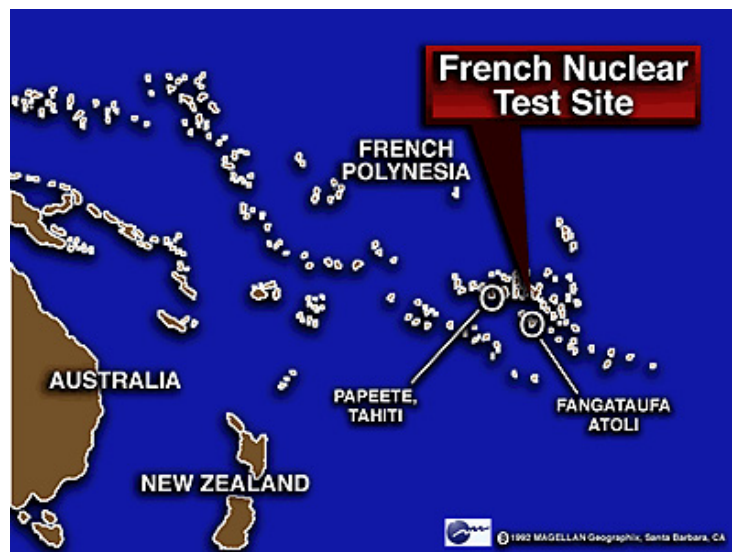 French Nuclear
Test Site
FRENCH
POLYNESIA
AUSTRALIA
PAPEETE,
TAHITI
FANGATAUFA
ATOLI
NEW ZEALAND
© 1992 MAGELLAN Geographix, Santa Barbara, CA